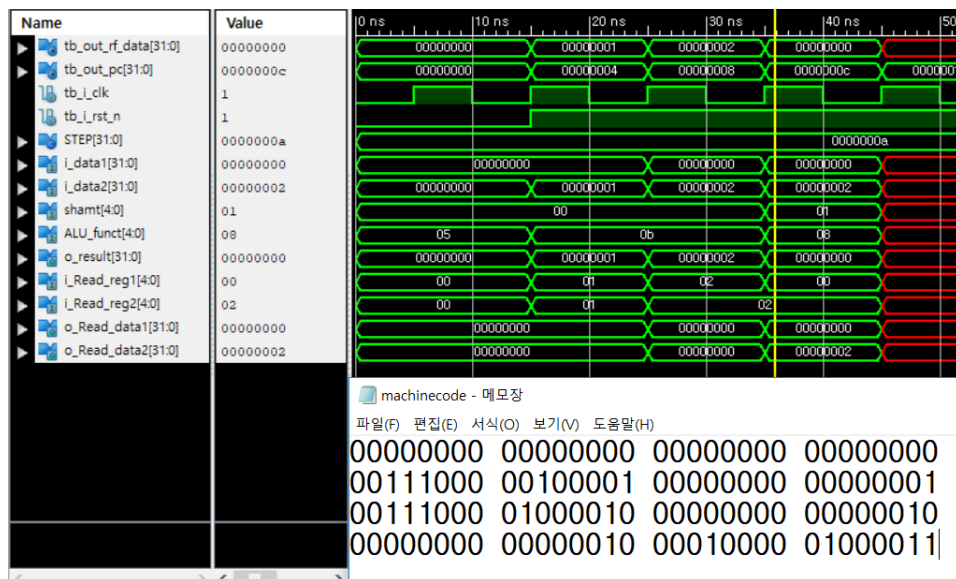 Name Value 0 ns 10 ns 20 ns 30 ns 40 ns 50
tb_out_rf_data[31:0] 00000000 00000000 00000001 00000002 00000000
tb_out_pc[31:0] 0000000c 00000000 00000004 00000008 0000000c 0000001
tb_i_clk 1
tb_i_rst_n 1
STEP[31:0] 0000000a 0000000a
i_data1[31:0] 00000000 00000000 00000000 00000000
i_data2[31:0] 00000002 00000000 00000001 00000002 00000002
shamt[4:0] 01 00 01
ALU_funct[4:0] 08 05 0b 08
o_result[31:0] 00000000 00000000 00000001 00000002 00000000
i_Read_reg1[4:0] 00 00 01 02 00
i_Read_reg2[4:0] 02 00 01 02
o_Read_data1[31:0] 00000000 00000000 00000000 00000000
o_Read_data2[31:0] 00000002 00000000 00000000 00000002
machinecode - 메모장
파일(F) 편집(E) 서식(O) 보기(V) 도움말(H)
00000000 00000000 00000000 00000000
00111000 00100001 00000000 00000001
00111000 01000010 00000000 00000010
00000000 00000010 00010000 01000011